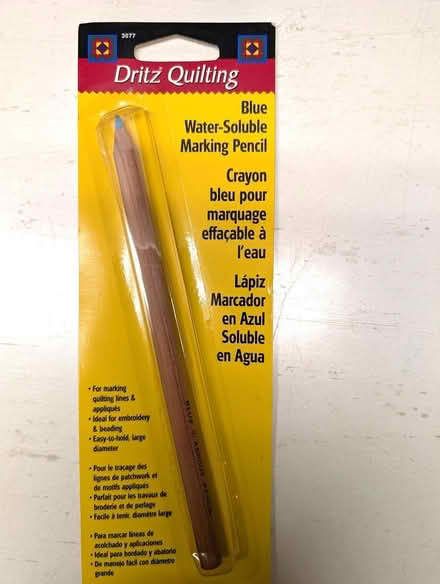 3077
Dritz® Quilting
Blue
Water-Soluble
Marking Pencil
Crayon
bleu pour
marquage
effaçable à
l'eau
Lápiz
Marcador
en Azul
Soluble
en Agua
• For marking
quilting lines &
appliqués
• Ideal for embroidery
& beading
• Easy-to-hold, large
diameter
• Pour le traçage des
lignes de patchwork et
de motifs appliqués
• Parfait pour les travaux de
broderie et de perlage
• Facile à tenir, diamètre large
• Para marcar líneas de
acolchado y aplicaciones
• Ideal para bordado y abalorio
• De manejo facil con diámetro
grande
BLUE